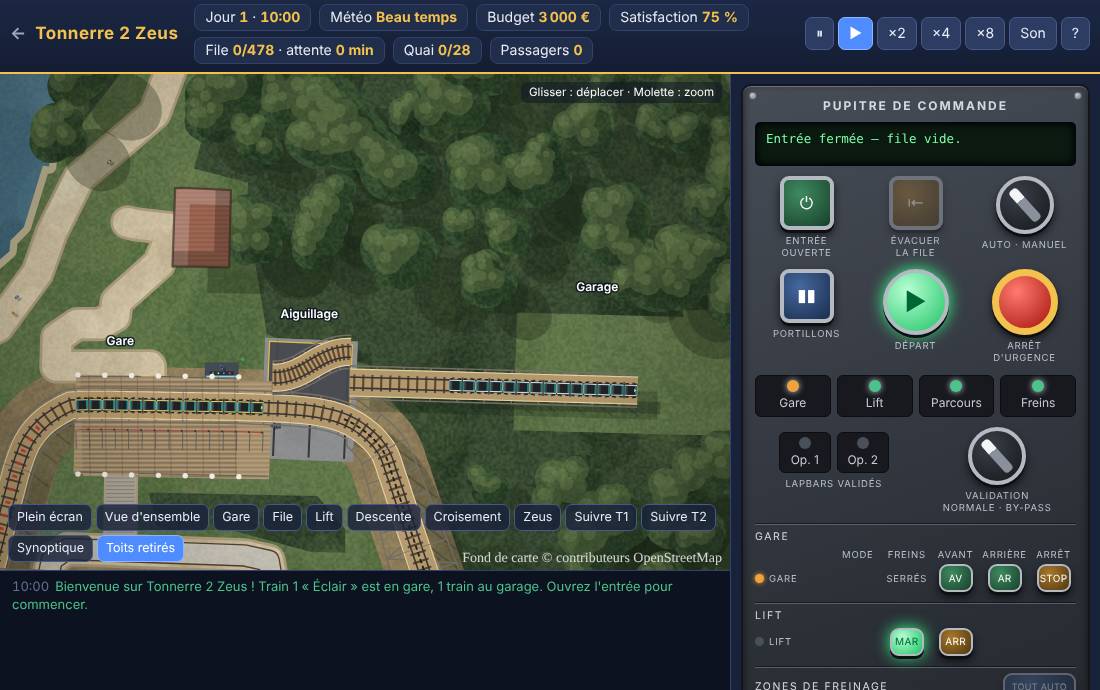 Tonnerre 2 Zeus
Jour 1 · 10:00
Météo Beau temps
Budget 3 000 €
Satisfaction 75 %
File 0/478 · attente 0 min
Quai 0/28
Passagers 0
×2
×4
×8
Son
?
Glisser : déplacer · Molette : zoom
Garage
Aiguillage
Gare
Plein écran
Vue d'ensemble
Gare
File
Lift
Descente
Croisement
Zeus
Suivre T1
Suivre T2
Synoptique
Toits retirés
Fond de carte © contributeurs OpenStreetMap
10:00 Bienvenue sur Tonnerre 2 Zeus ! Train 1 « Éclair » est en gare, 1 train au garage. Ouvrez l'entrée pour
commencer.
PUPITRE DE COMMANDE
Entrée fermée — file vide.
ENTRÉE
OUVERTE
ÉVACUER
LA FILE
AUTO · MANUEL
PORTILLONS
DÉPART
ARRÊT
D'URGENCE
Gare
Lift
Parcours
Freins
Op. 1
Op. 2
LAPBARS VALIDÉS
VALIDATION
NORMALE · BY-PASS
GARE
MODE
FREINS
AVANT
ARRIÈRE
ARRÊT
GARE
SERRÉS
AV
AR
STOP
LIFT
LIFT
MAR
ARR
ZONES DE FREINAGE
TOUT AUTO